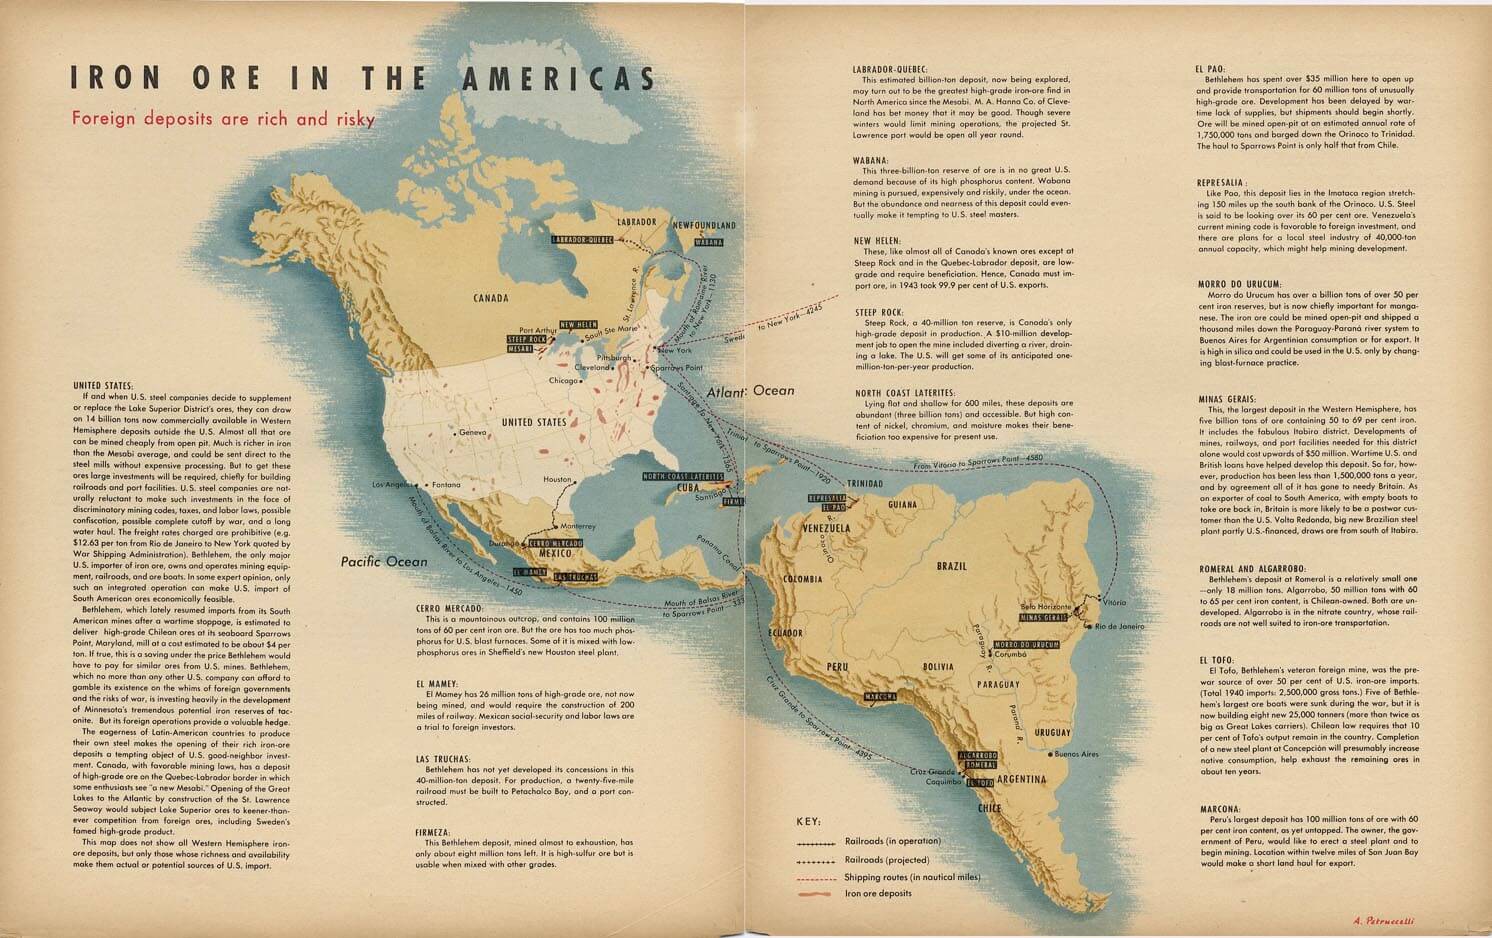 IRON ORE IN THE AMERICAS
Foreign deposits are rich and risky
UNITED STATES:
If and when U.S. steel companies decide to supplement
or replace the Lake Superior District's ores, they can draw
on 14 billion tons now commercially available in Western
Hemisphere deposits outside the U.S. Almost all that ore
can be mined cheaply from open pit. Much is richer in iron
than the Mesabi average, and could be sent direct to the
steel mills without expensive processing. But to get these
ores large investments will be required, chiefly for building
railroads and port facilities. U.S. steel companies are nat-
urally reluctant to make such investments in the face of
discriminatory mining codes, taxes, and labor laws, possible
confiscation, possible complete cutoff by war, and a long
water haul. The freight rates charged are prohibitive (e.g.
$12.63 per ton from Rio de Janeiro to New York quoted by
War Shipping Administration). Bethlehem, the only major
U.S. importer of iron ore, owns and operates mining equip-
ment, railroads, and ore boats. In some expert opinion, only
such an integrated operation can make U.S. import of
South American ores economically feasible.
Bethlehem, which lately resumed imports from its South
American mines after a wartime stoppage, is estimated to
deliver high-grade Chilean ores at its seaboard Sparrows
Point, Maryland, mill at a cost estimated to be about $4 per
ton. If true, this is a saving under the price Bethlehem would
have to pay for similar ores from U.S. mines. Bethlehem,
which no more than any other U.S. company can afford to
gamble its existence on the whims of foreign governments
and the risks of war, is investing heavily in the development
of Minnesota's tremendous potential iron reserves of tac-
onite. But its foreign operations provide a valuable hedge.
The eagerness of Latin-American countries to produce
their own steel makes the opening of their rich iron-ore
deposits a tempting object of U.S. good-neighbor invest-
ment. Canada, with favorable mining laws, has a deposit
of high-grade ore on the Quebec-Labrador border in which
some enthusiasts see "a new Mesabi." Opening of the Great
Lakes to the Atlantic by construction of the St. Lawrence
Seaway would subject Lake Superior ores to keener-than-
ever competition from foreign ores, including Sweden's
famed high-grade product.
This map does not show all Western Hemisphere iron-
ore deposits, but only those whose richness and availability
make them actual or potential sources of U.S. import.
CERRO MERCADO:
This is a mountainous outcrop, and contains 100 million
tons of 60 per cent iron ore. But the ore has too much phos-
phorus for U.S. blast furnaces. Some of it is mixed with low-
phosphorus ores in Sheffield's new Houston steel plant.
EL MAMEY:
El Mamey has 26 million tons of high-grade ore, not now
being mined, and would require the construction of 200
miles of railway. Mexican social-security and labor laws are
a trial to foreign investors.
LAS TRUCHAS:
Bethlehem has not yet developed its concessions in this
40-million-ton deposit. For production, a twenty-five-mile
railroad must be built to Petachalco Bay, and a port con-
structed.
FIRMEZA:
This Bethlehem deposit, mined almost to exhaustion, has
only about eight million tons left. It is high-sulfur ore but is
usable when mixed with other grades.
LABRADOR-QUEBEC:
This estimated billion-ton deposit, now being explored,
may turn out to be the greatest high-grade iron-ore find in
North America since the Mesabi. M. A. Hanna Co. of Cleve-
land has bet money that it may be good. Though severe
winters would limit mining operations, the projected St.
Lawrence port would be open all year round.
WABANA:
This three-billion-ton reserve of ore is in no great U.S.
demand because of its high phosphorus content. Wabana
mining is pursued, expensively and riskily, under the ocean.
But the abundance and nearness of this deposit could even-
tually make it tempting to U.S. steel masters.
NEW HELEN:
These, like almost all of Canada's known ores except at
Steep Rock and in the Quebec-Labrador deposit, are low-
grade and require beneficiation. Hence, Canada must im-
port ore, in 1943 took 99.9 per cent of U.S. exports.
STEEP ROCK:
Steep Rock, a 40-million ton reserve, is Canada's only
high-grade deposit in production. A $10-million develop-
ment job to open the mine included diverting a river, drain-
ing a lake. The U.S. will get some of its anticipated one-
million-ton-per-year production.
NORTH COAST LATERITES:
Lying flat and shallow for 600 miles, these deposits are
abundant (three billion tons) and accessible. But high con-
tent of nickel, chromium, and moisture makes their bene-
ficiation too expensive for present use.
EL PAO:
Bethlehem has spent over $35 million here to open up
and provide transportation for 60 million tons of unusually
high-grade ore. Development has been delayed by war-
time lack of supplies, but shipments should begin shortly.
Ore will be mined open-pit at an estimated annual rate of
1,750,000 tons and barged down the Orinoco to Trinidad.
The haul to Sparrows Point is only half that from Chile.
REPRESALIA:
Like Pao, this deposit lies in the Imataca region stretch-
ing 150 miles up the south bank of the Orinoco. U.S. Steel
is said to be looking over its 60 per cent ore. Venezuela's
current mining code is favorable to foreign investment, and
there are plans for a local steel industry of 40,000-ton
annual capacity, which might help mining development.
MORRO DO URUCUM:
Morro do Urucum has over a billion tons of over 50 per
cent iron reserves, but is now chiefly important for manga-
nese. The iron ore could be mined open-pit and shipped a
thousand miles down the Paraguay-Paraná river system to
Buenos Aires for Argentinian consumption or for export. It
is high in silica and could be used in the U.S. only by chang-
ing blast-furnace practice.
MINAS GERAIS:
This, the largest deposit in the Western Hemisphere, has
five billion tons of ore containing 50 to 69 per cent iron.
It includes the fabulous Itabira district. Developments of
mines, railways, and port facilities needed for this district
alone would cost upwards of $50 million. Wartime U.S. and
British loans have helped develop this deposit. So far, how-
ever, production has been less than 1,500,000 tons a year,
and by agreement all of it has gone to needy Britain. As
an exporter of coal to South America, with empty boats to
take ore back in, Britain is more likely to be a postwar cus-
tomer than the U.S. Volta Redonda, big new Brazilian steel
plant partly U.S.-financed, draws are from south of Itabira.
ROMERAL AND ALGARROBO:
Bethlehem's deposit at Romeral is a relatively small one
—only 18 million tons. Algarrobo, 50 million tons with 60
to 65 per cent iron content, is Chilean-owned. Both are un-
developed. Algarrobo is in the nitrate country, whose rail-
roads are not well suited to iron-ore transportation.
EL TOFO:
El Tofo, Bethlehem's veteran foreign mine, was the pre-
war source of over 50 per cent of U.S. iron-ore imports.
(Total 1940 imports: 2,500,000 gross tons.) Five of Bethle-
hem's largest ore boats were sunk during the war, but it is
now building eight new 25,000 tonners (more than twice as
big as Great Lakes carriers). Chilean law requires that 10
per cent of Tofo's output remain in the country. Completion
of a new steel plant at Concepción will presumably increase
native consumption, help exhaust the remaining ores in
about ten years.
MARCONA:
Peru's largest deposit has 100 million tons of ore with 60
per cent iron content, as yet untapped. The owner, the gov-
ernment of Peru, would like to erect a steel plant and to
begin mining. Location within twelve miles of San Juan Bay
would make a short land haul for export.
LABRADOR
NEWFOUNDLAND
LABRADOR-QUEBEC
WABANA
CANADA
St. Lawrence R.
Mouth of Romaine River
to New York—1130
to New York—4245
Port Arthur
NEW HELEN
STEEP ROCK
MESABI
Sault Ste Marie
Pittsburgh
New York
Cleveland
Sparrows Point
Chicago
Atlant Ocean
UNITED STATES
Geneva
Santiago to New York—1365
Trinidad to Sparrows Point—1920
From Vitória to Sparrows Point—4580
Los Angeles
Fontana
Houston
NORTH COAST LATERITES
CUBA
Santiago
FIRME
TRINIDAD
REPRESALIA
EL PAO
GUIANA
VENEZUELA
Orinoco R.
Monterrey
Durango
CERRO MERCADO
MEXICO
Pacific Ocean
EL MAMEY
LAS TRUCHAS
Mouth of Balsas River to Los Angeles—1450
Panama Canal
Mouth of Balsas River
to Sparrows Point—333
COLOMBIA
BRAZIL
ECUADOR
Belo Horizonte
Vitória
MINAS GERAIS
Rio de Janeiro
MORRO DO URUCUM
Corumbá
Paraguay R.
PERU
BOLIVIA
PARAGUAY
MARCONA
Paraná R.
URUGUAY
Buenos Aires
Cruz Grande to Sparrows Point—4395
ALGARROBO
ROMERAL
Cruz Grande
Coquimbo
EL TOFO
ARGENTINA
CHILE
KEY:
Railroads (in operation)
Railroads (projected)
Shipping routes (in nautical miles)
Iron ore deposits
A. Petruccelli